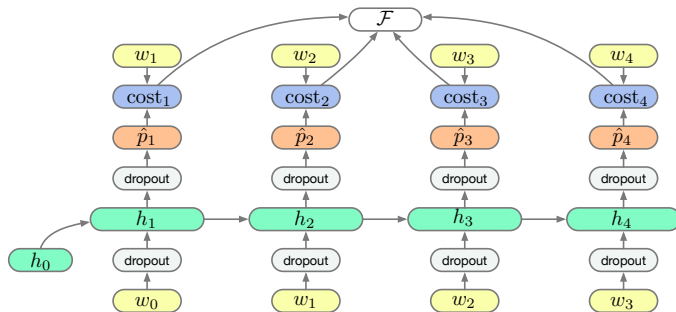 𝓕
w₁ w₂ w₃ w₄
cost₁ cost₂ cost₃ cost₄
p̂₁ p̂₂ p̂₃ p̂₄
dropout dropout dropout dropout
h₁ h₂ h₃ h₄
h₀ dropout dropout dropout dropout
w₀ w₁ w₂ w₃